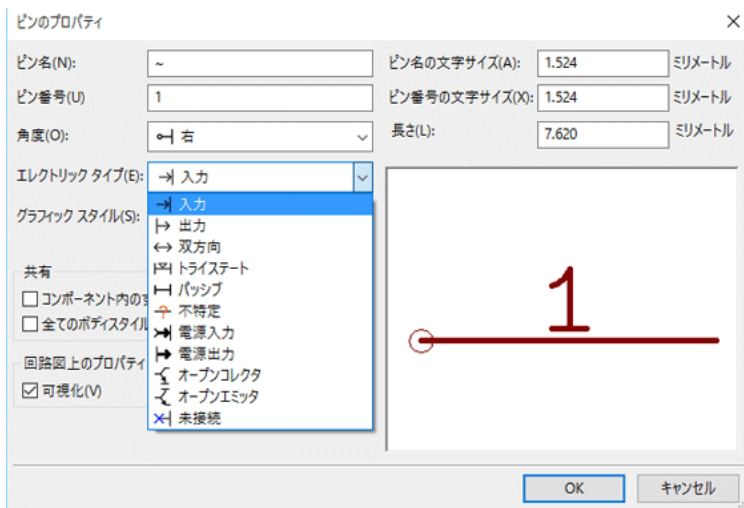 ピンのプロパティ
ピン名(N):
~
ピン名の文字サイズ(A):
1.524
ミリメートル
ピン番号(U)
1
ピン番号の文字サイズ(X):
1.524
ミリメートル
角度(O):
右
長さ(L):
7.620
ミリメートル
エレクトリック タイプ(E):
入力
グラフィック スタイル(S):
入力
出力
双方向
トライステート
パッシブ
不特定
電源入力
電源出力
オープンコレクタ
オープンエミッタ
未接続
共有
コンポーネント内のす
全てのボディスタイル
回路図上のプロパティ
可視化(V)
1
OK
キャンセル